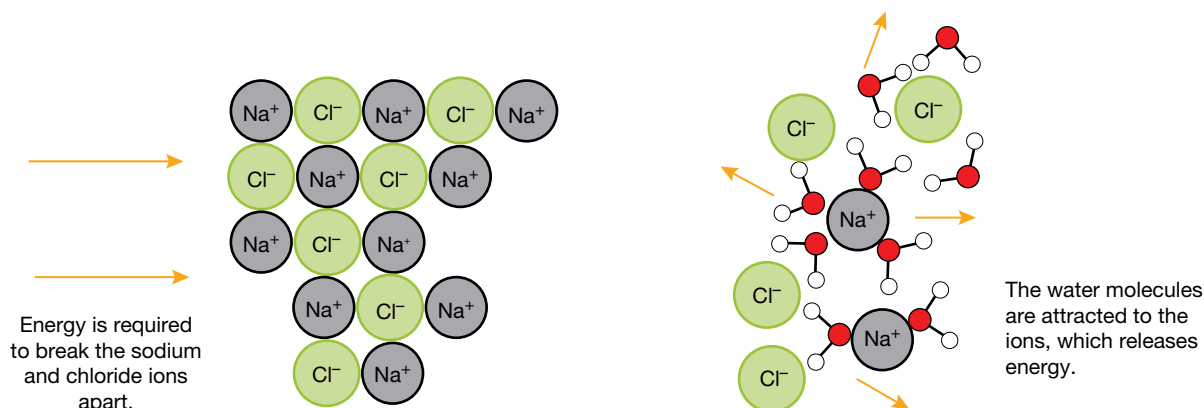 Na⁺ Cl⁻ Na⁺ Cl⁻ Na⁺
Cl⁻ Na⁺ Cl⁻ Na⁺
Na⁺ Cl⁻ Na⁺
Na⁺ Cl⁻ Na⁺
Cl⁻ Na⁺
Energy is required
to break the sodium
and chloride ions
apart.
Cl⁻
Cl⁻
Na⁺
Cl⁻
Na⁺
Cl⁻
The water molecules
are attracted to the
ions, which releases
energy.